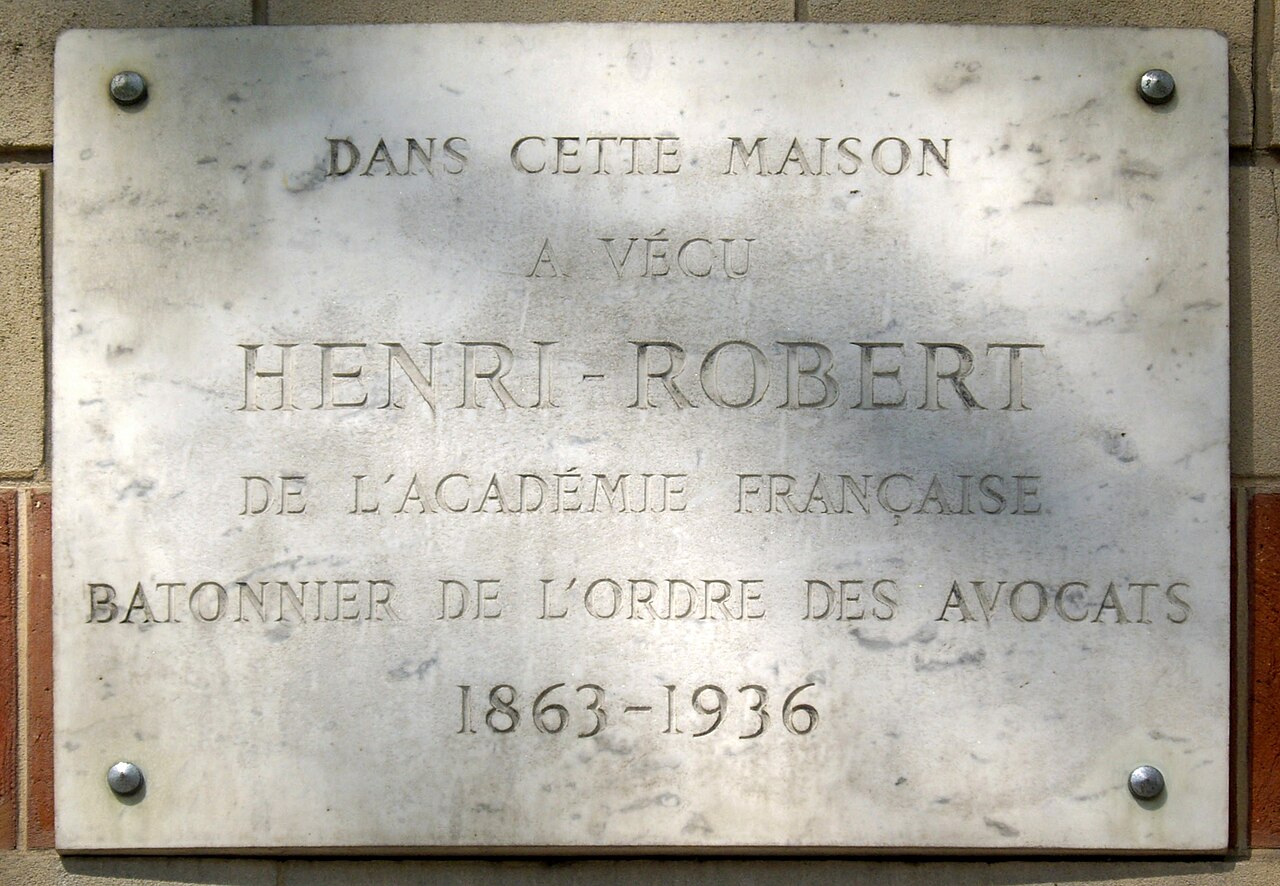 DANS CETTE MAISON
A VÉCU
HENRI-ROBERT
DE L'ACADÉMIE FRANÇAISE
BATONNIER DE L'ORDRE DES AVOCATS
1863-1936